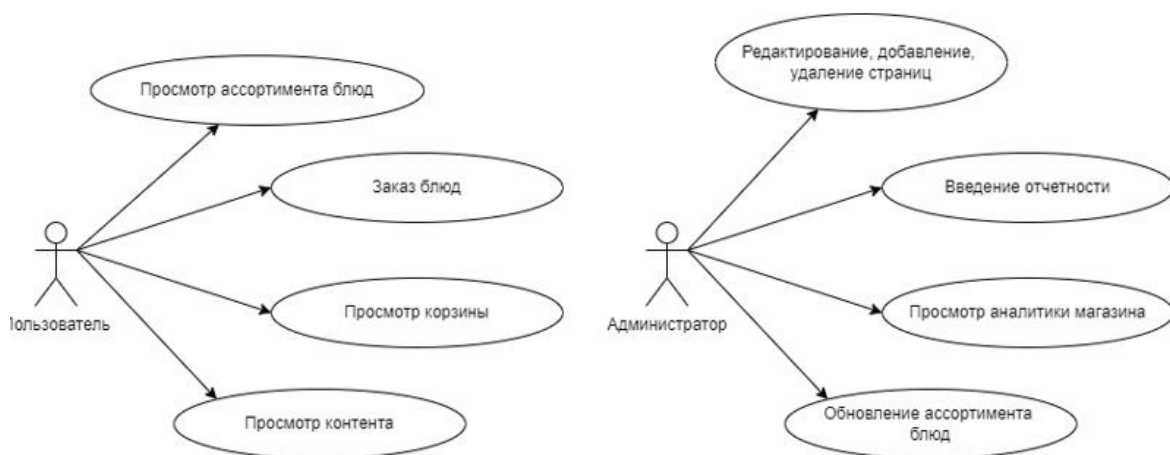 Просмотр ассортимента блюд
Заказ блюд
Просмотр корзины
Просмотр контента
Пользователь
Редактирование, добавление,
удаление страниц
Введение отчетности
Просмотр аналитики магазина
Обновление ассортимента
блюд
Администратор